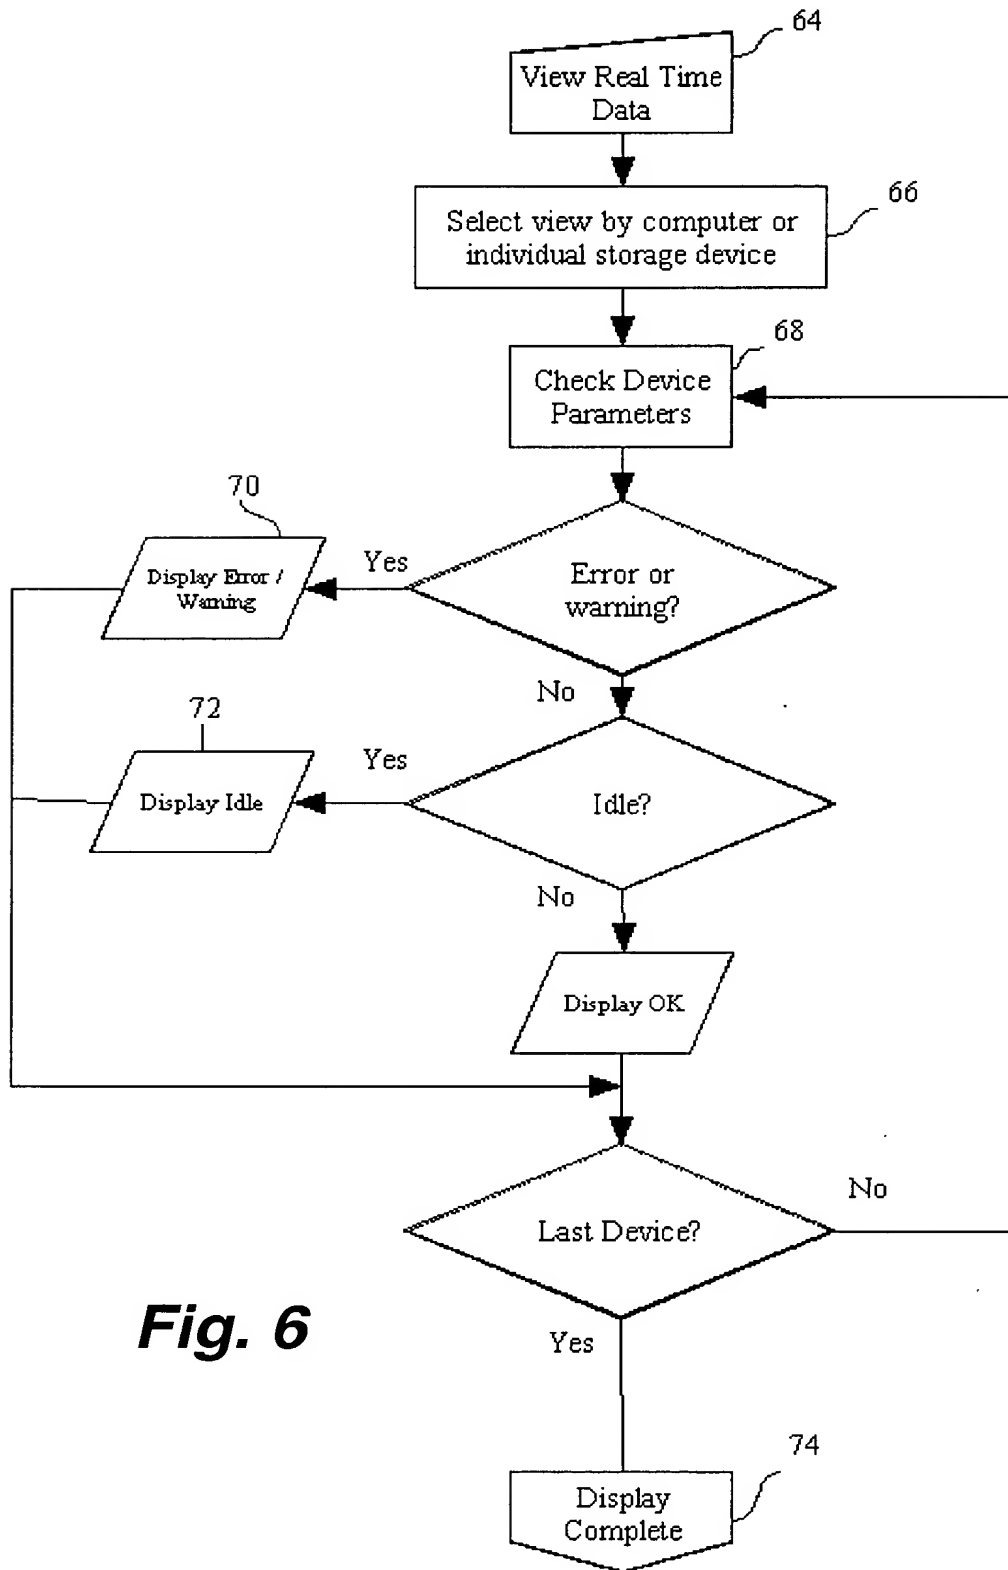 64
View Real Time
Data
66
Select view by computer or
individual storage device
68
Check Device
Parameters
70
Display Error /
Warning
Yes
Error or
warning?
No
72
Display Idle
Yes
Idle?
No
Display OK
Last Device?
No
Fig. 6
Yes
74
Display
Complete